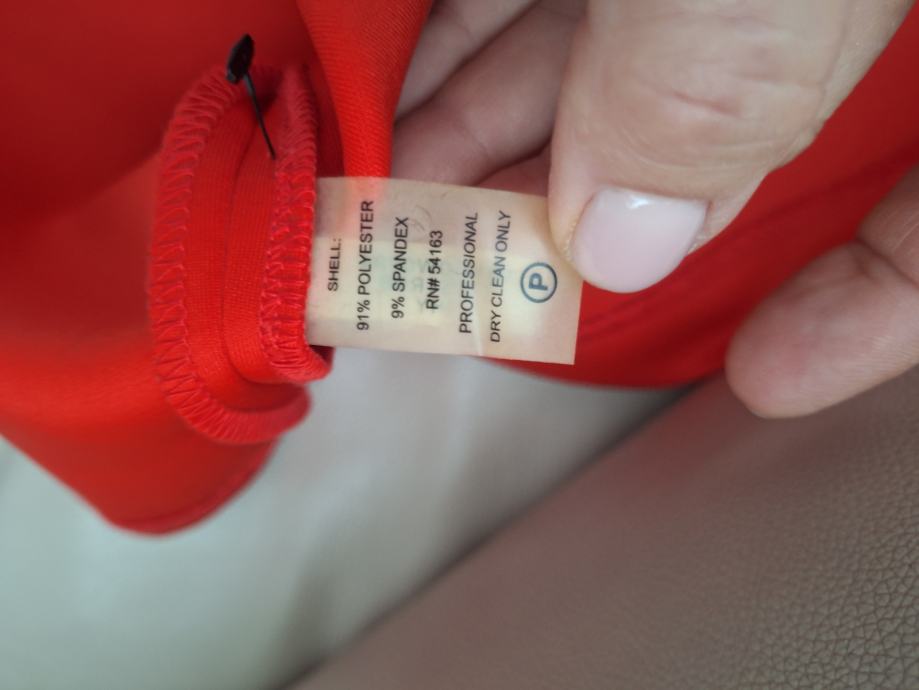 SHELL:
91% POLYESTER
9% SPANDEX
RN# 54163
PROFESSIONAL
DRY CLEAN ONLY
P